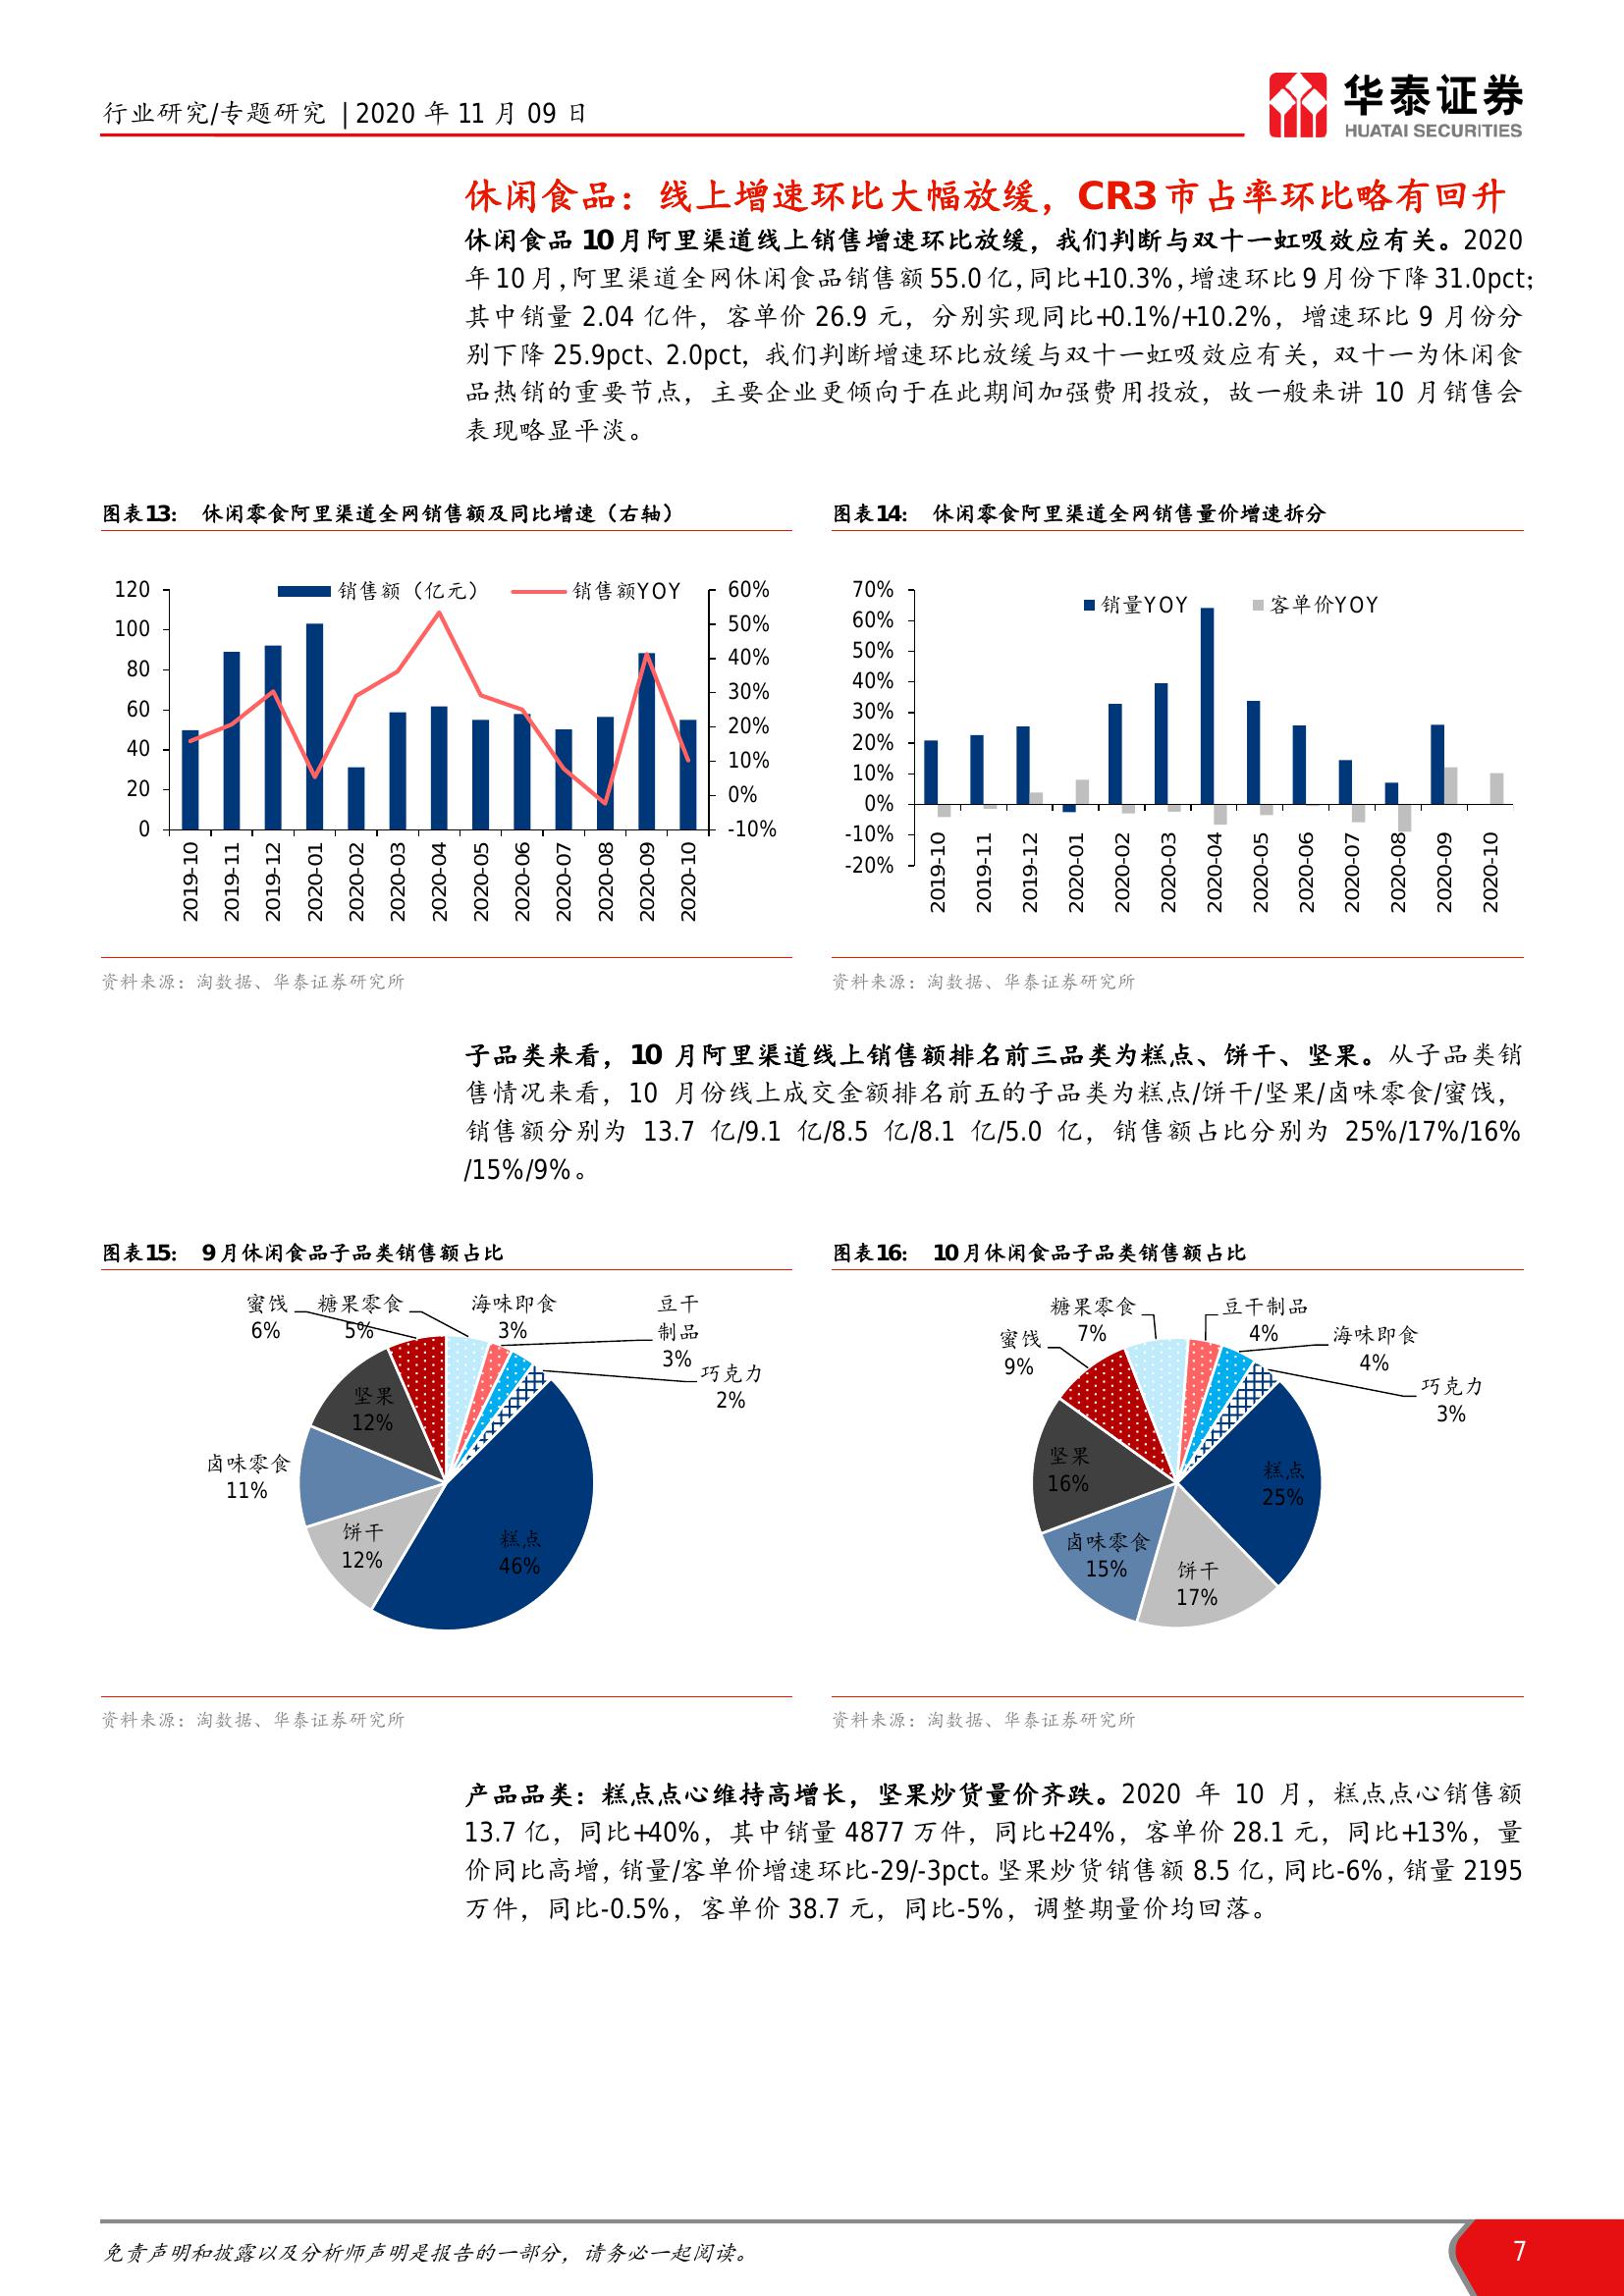 行业研究/专题研究 | 2020 年 11 月 09 日
华泰证券
HUATAI SECURITIES
休闲食品：线上增速环比大幅放缓，CR3 市占率环比略有回升
休闲食品 10 月阿里渠道线上销售增速环比放缓，我们判断与双十一虹吸效应有关。2020
年 10 月，阿里渠道全网休闲食品销售额 55.0 亿，同比+10.3%，增速环比 9 月份下降 31.0pct；
其中销量 2.04 亿件，客单价 26.9 元，分别实现同比+0.1%/+10.2%，增速环比 9 月份分
别下降 25.9pct、2.0pct，我们判断增速环比放缓与双十一虹吸效应有关，双十一为休闲食
品热销的重要节点，主要企业更倾向于在此期间加强费用投放，故一般来讲 10 月销售会
表现略显平淡。
图表13： 休闲零食阿里渠道全网销售额及同比增速（右轴）
销售额（亿元）
销售额YOY
120
100
80
60
40
20
0
60%
50%
40%
30%
20%
10%
0%
-10%
2019-10
2019-11
2019-12
2020-01
2020-02
2020-03
2020-04
2020-05
2020-06
2020-07
2020-08
2020-09
2020-10
资料来源：淘数据、华泰证券研究所
图表14： 休闲零食阿里渠道全网销售量价增速拆分
销量YOY
客单价YOY
70%
60%
50%
40%
30%
20%
10%
0%
-10%
-20%
2019-10
2019-11
2019-12
2020-01
2020-02
2020-03
2020-04
2020-05
2020-06
2020-07
2020-08
2020-09
2020-10
资料来源：淘数据、华泰证券研究所
子品类来看，10 月阿里渠道线上销售额排名前三品类为糕点、饼干、坚果。从子品类销
售情况来看，10 月份线上成交金额排名前五的子品类为糕点/饼干/坚果/卤味零食/蜜饯，
销售额分别为 13.7 亿/9.1 亿/8.5 亿/8.1 亿/5.0 亿，销售额占比分别为 25%/17%/16%
/15%/9%。
图表15： 9 月休闲食品子品类销售额占比
蜜饯
6%
糖果零食
5%
海味即食
3%
豆干
制品
3%
巧克力
2%
坚果
12%
卤味零食
11%
饼干
12%
糕点
46%
资料来源：淘数据、华泰证券研究所
图表16： 10 月休闲食品子品类销售额占比
糖果零食
7%
豆干制品
4%
海味即食
4%
蜜饯
9%
巧克力
3%
坚果
16%
糕点
25%
卤味零食
15%
饼干
17%
资料来源：淘数据、华泰证券研究所
产品品类：糕点点心维持高增长，坚果炒货量价齐跌。2020 年 10 月，糕点点心销售额
13.7 亿，同比+40%，其中销量 4877 万件，同比+24%，客单价 28.1 元，同比+13%，量
价同比高增，销量/客单价增速环比-29/-3pct。坚果炒货销售额 8.5 亿，同比-6%，销量 2195
万件，同比-0.5%，客单价 38.7 元，同比-5%，调整期量价均回落。
免责声明和披露以及分析师声明是报告的一部分，请务必一起阅读。
7